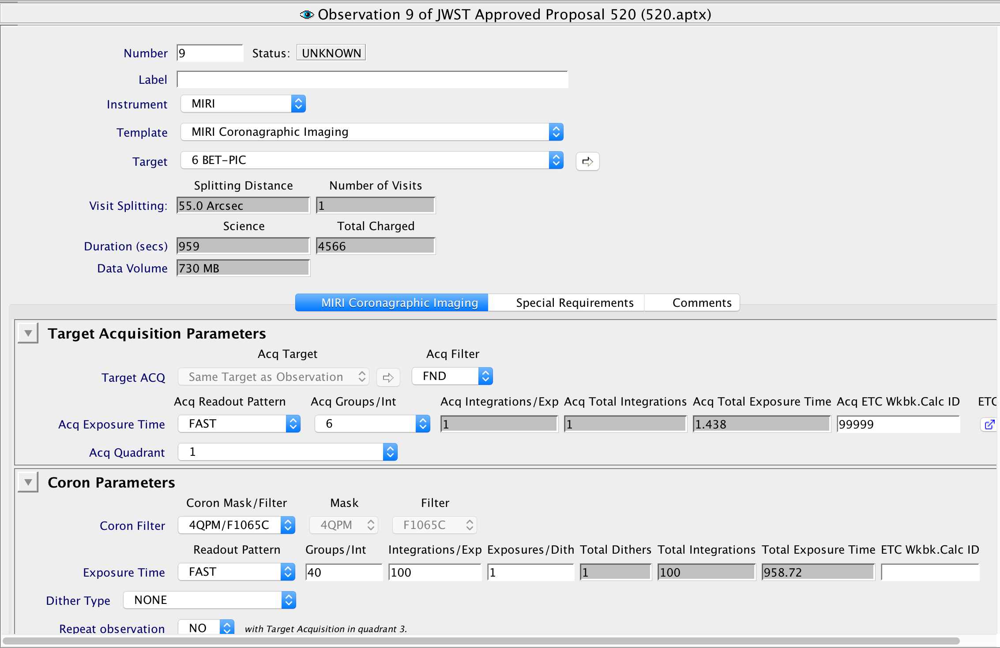 Observation 9 of JWST Approved Proposal 520 (520.aptx)
Number 9 Status: UNKNOWN
Label
Instrument MIRI
Template MIRI Coronagraphic Imaging
Target 6 BET-PIC
Splitting Distance Number of Visits
Visit Splitting: 55.0 Arcsec 1
Science Total Charged
Duration (secs) 959 4566
Data Volume 730 MB
MIRI Coronagraphic Imaging Special Requirements Comments
Target Acquisition Parameters
Acq Target Acq Filter
Target ACQ Same Target as Observation FND
Acq Readout Pattern Acq Groups/Int Acq Integrations/Exp Acq Total Integrations Acq Total Exposure Time Acq ETC Wkbk.Calc ID ETC
Acq Exposure Time FAST 6 1 1 1.438 99999
Acq Quadrant 1
Coron Parameters
Coron Mask/Filter Mask Filter
Coron Filter 4QPM/F1065C 4QPM F1065C
Readout Pattern Groups/Int Integrations/Exp Exposures/Dith Total Dithers Total Integrations Total Exposure Time ETC Wkbk.Calc ID
Exposure Time FAST 40 100 1 1 100 958.72
Dither Type NONE
Repeat observation NO with Target Acquisition in quadrant 3.